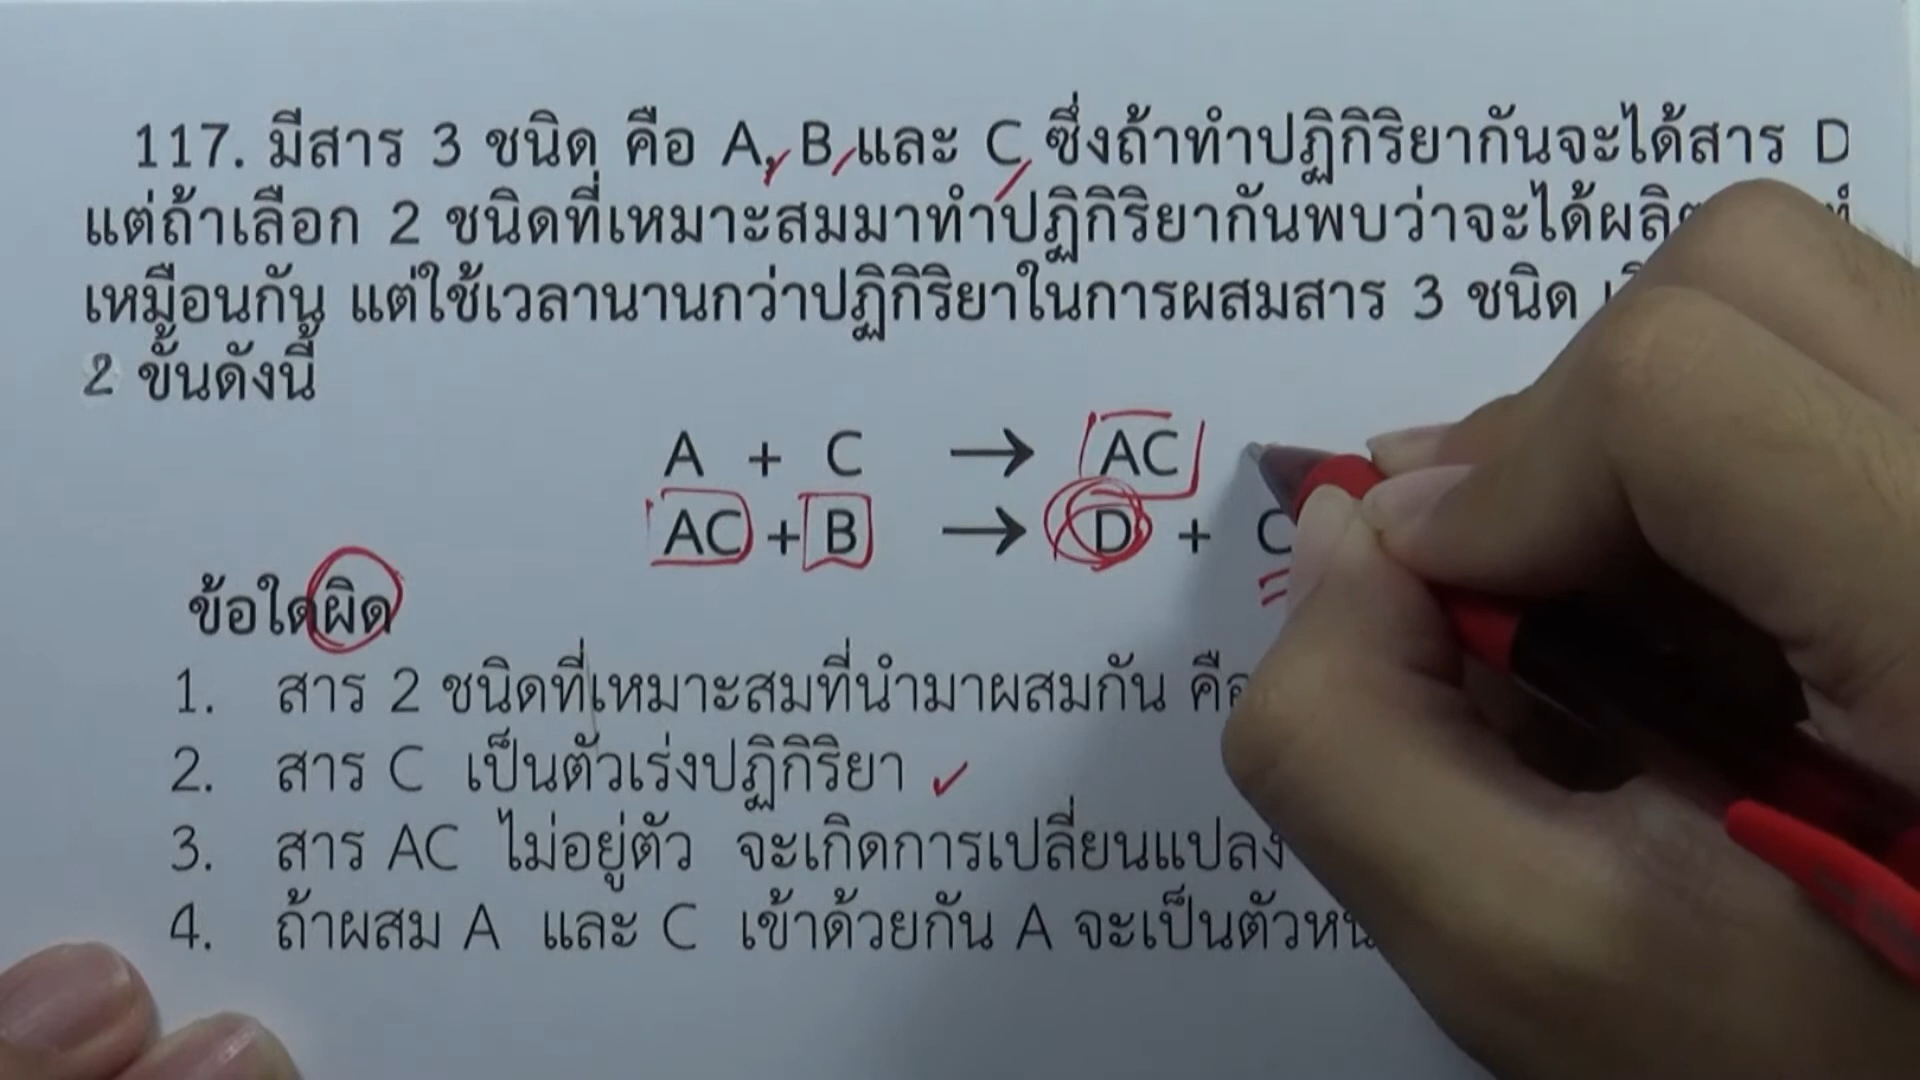 117. มีสาร 3 ชนิด คือ A, B และ C ซึ่งถ้าทำปฏิกิริยากันจะได้สาร D
แต่ถ้าเลือก 2 ชนิดที่เหมาะสมมาทำปฏิกิริยากันพบว่าจะได้
เหมือนกัน แต่ใช้เวลานานกว่าปฏิกิริยาในการผสมสาร 3 ชนิด
2 ขั้นดังนี้
A + C → AC
AC + B → D + C
ข้อใดผิด
1. สาร 2 ชนิดที่เหมาะสมที่นำมาผสมกัน คือ
2. สาร C เป็นตัวเร่งปฏิกิริยา ✓
3. สาร AC ไม่อยู่ตัว จะเกิดการเปลี่ยนแปลง
4. ถ้าผสม A และ C เข้าด้วยกัน A จะเป็นตัว